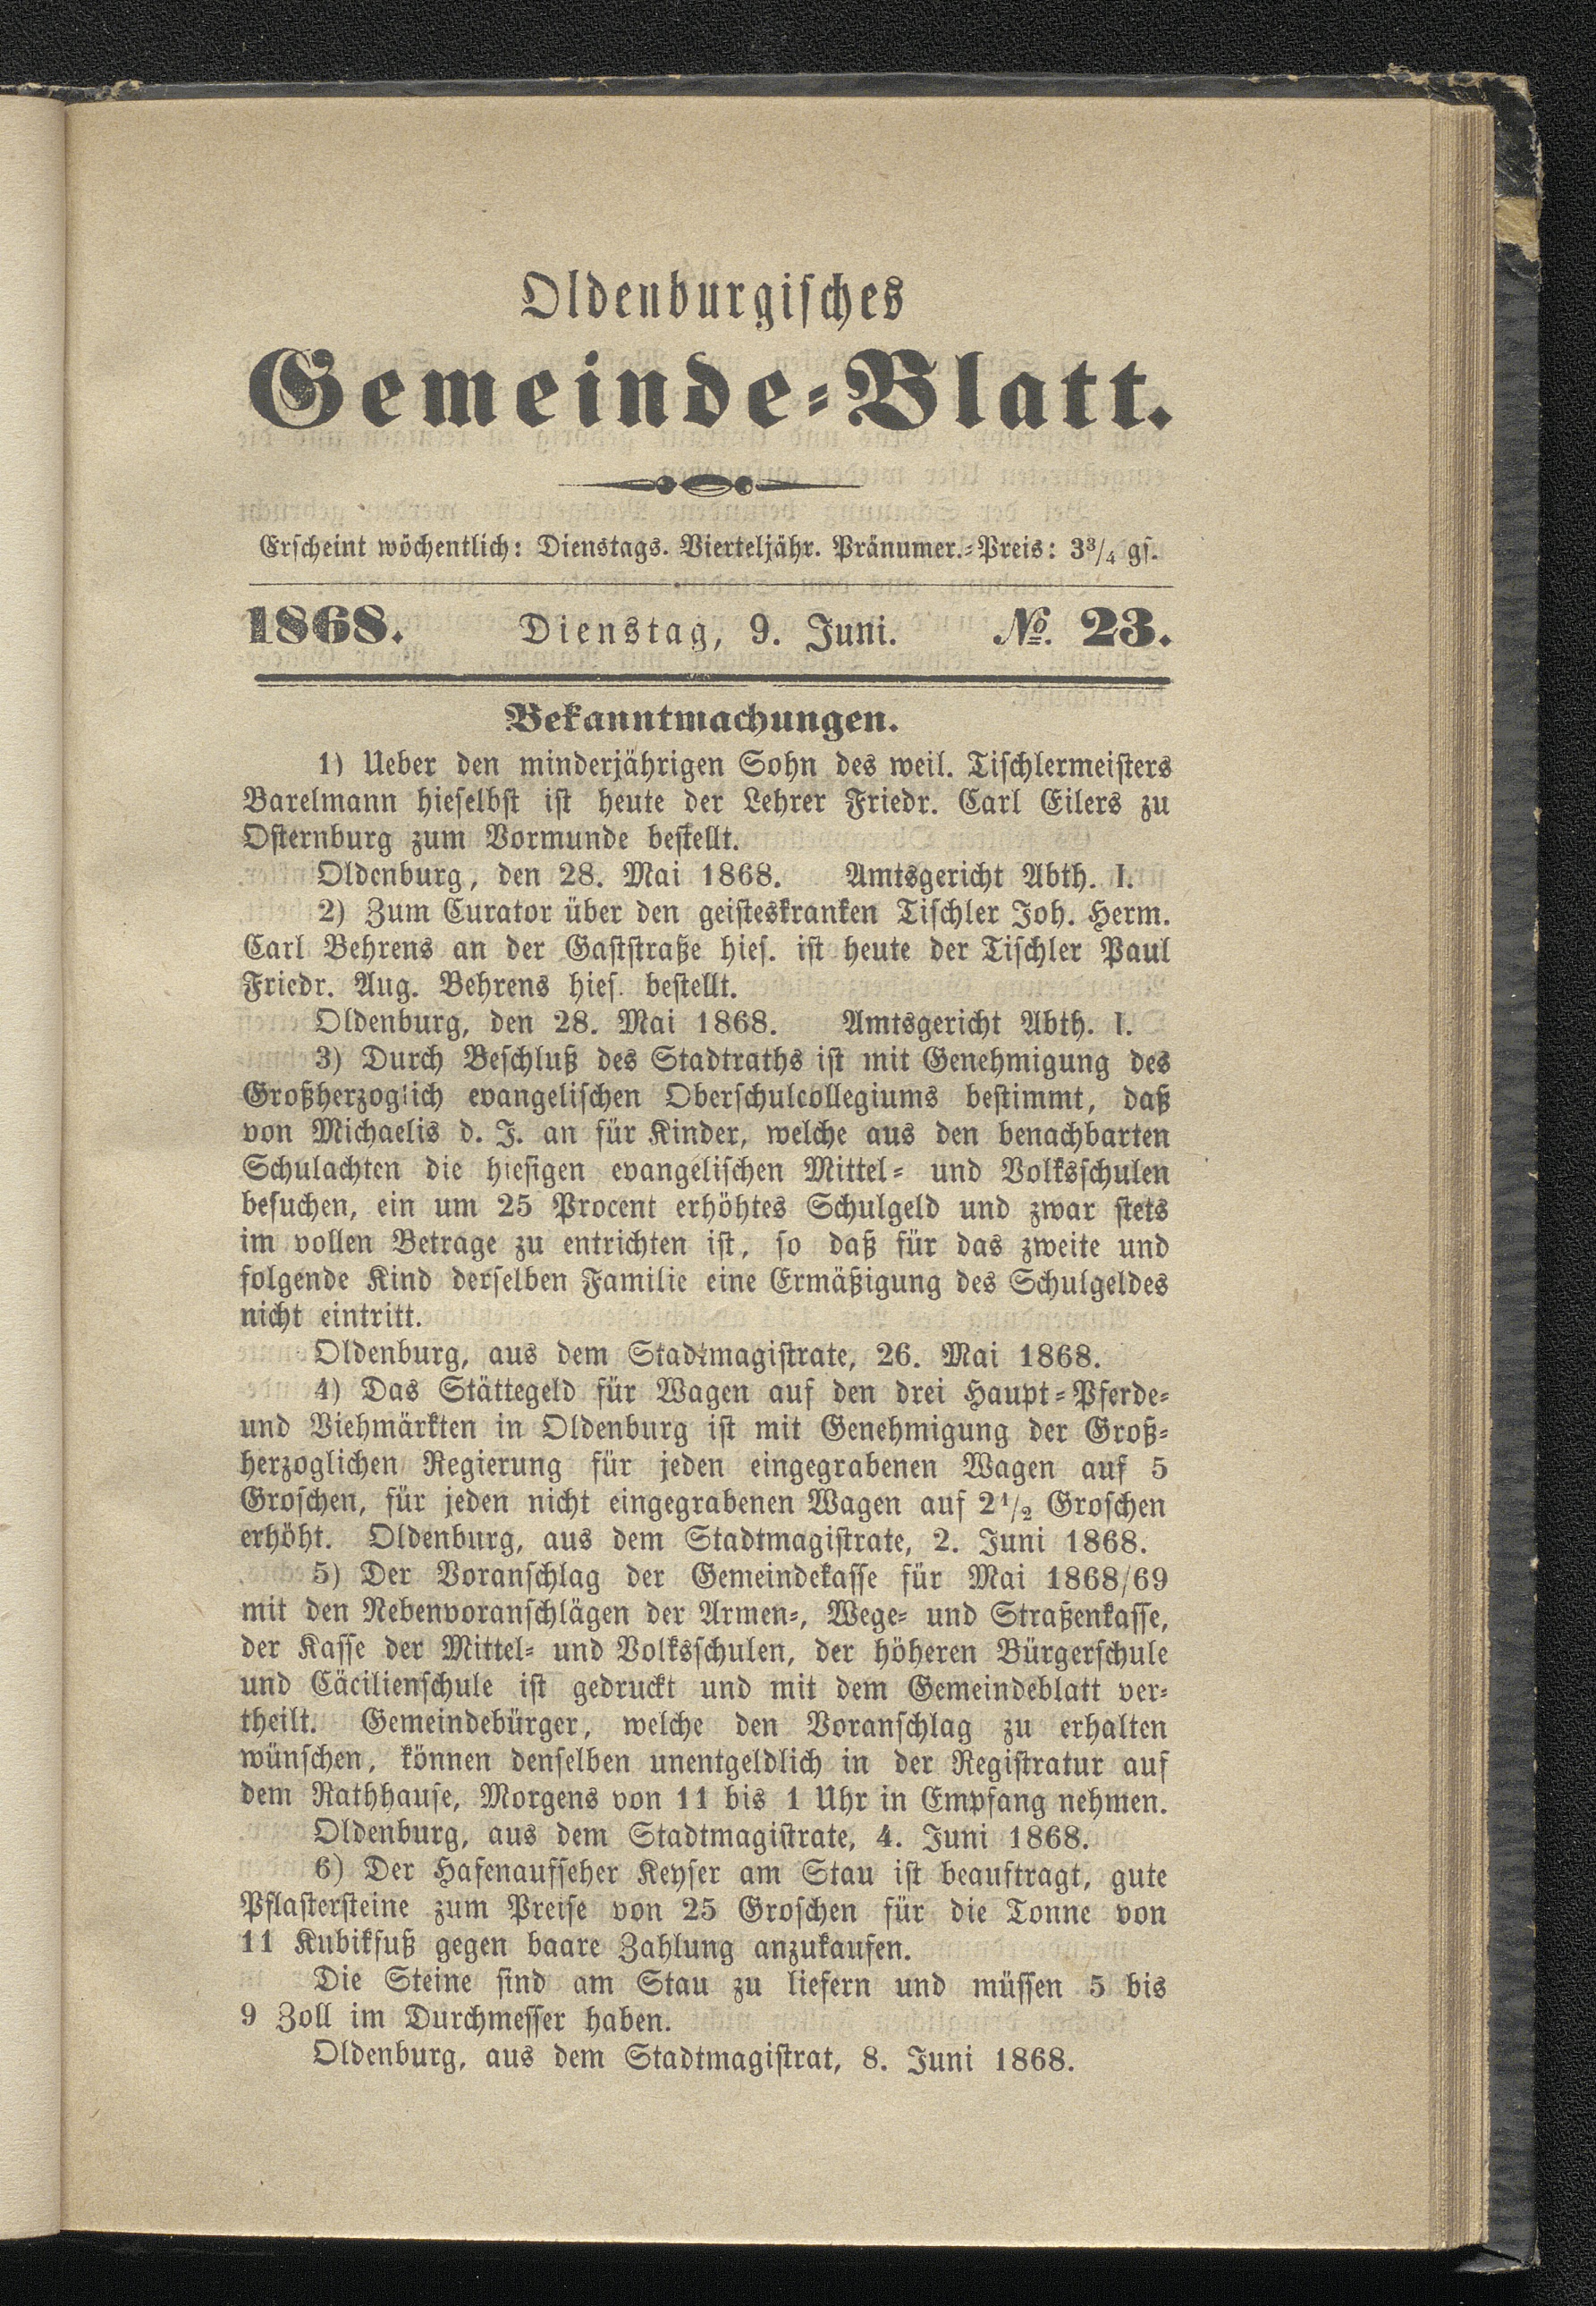 Oldenburgisches
Gemeinde-Blatt.
Erscheint wöchentlich: Dienstags. Vierteljähr. Pränumer.-Preis: 3³/₄ gs.
1868. Dienstag, 9. Juni. №. 23.
Bekanntmachungen.
1) Ueber den minderjährigen Sohn des weil. Tischlermeisters
Barelmann hieselbst ist heute der Lehrer Friedr. Carl Eilers zu
Osternburg zum Vormunde bestellt.
Oldenburg, den 28. Mai 1868. Amtsgericht Abth. I.
2) Zum Curator über den geisteskranken Tischler Joh. Herm.
Carl Behrens an der Gaststraße hies. ist heute der Tischler Paul
Friedr. Aug. Behrens hies. bestellt.
Oldenburg, den 28. Mai 1868. Amtsgericht Abth. I.
3) Durch Beschluß des Stadtraths ist mit Genehmigung des
Großherzoglich evangelischen Oberschulcollegiums bestimmt, daß
von Michaelis d. J. an für Kinder, welche aus den benachbarten
Schulachten die hiesigen evangelischen Mittel- und Volksschulen
besuchen, ein um 25 Procent erhöhtes Schulgeld und zwar stets
im vollen Betrage zu entrichten ist, so daß für das zweite und
folgende Kind derselben Familie eine Ermäßigung des Schulgeldes
nicht eintritt.
Oldenburg, aus dem Stadtmagistrate, 26. Mai 1868.
4) Das Stättegeld für Wagen auf den drei Haupt-Pferde-
und Viehmärkten in Oldenburg ist mit Genehmigung der Groß-
herzoglichen Regierung für jeden eingegrabenen Wagen auf 5
Groschen, für jeden nicht eingegrabenen Wagen auf 2¹/₂ Groschen
erhöht. Oldenburg, aus dem Stadtmagistrate, 2. Juni 1868.
5) Der Voranschlag der Gemeindekasse für Mai 1868/69
mit den Nebenvoranschlägen der Armen-, Wege- und Straßenkasse,
der Kasse der Mittel- und Volksschulen, der höheren Bürgerschule
und Cäcilienschule ist gedruckt und mit dem Gemeindeblatt ver-
theilt. Gemeindebürger, welche den Voranschlag zu erhalten
wünschen, können denselben unentgeldlich in der Registratur auf
dem Rathhause, Morgens von 11 bis 1 Uhr in Empfang nehmen.
Oldenburg, aus dem Stadtmagistrate, 4. Juni 1868.
6) Der Hafenaufseher Keyser am Stau ist beauftragt, gute
Pflastersteine zum Preise von 25 Groschen für die Tonne von
11 Kubikfuß gegen baare Zahlung anzukaufen.
Die Steine sind am Stau zu liefern und müssen 5 bis
9 Zoll im Durchmesser haben.
Oldenburg, aus dem Stadtmagistrat, 8. Juni 1868.